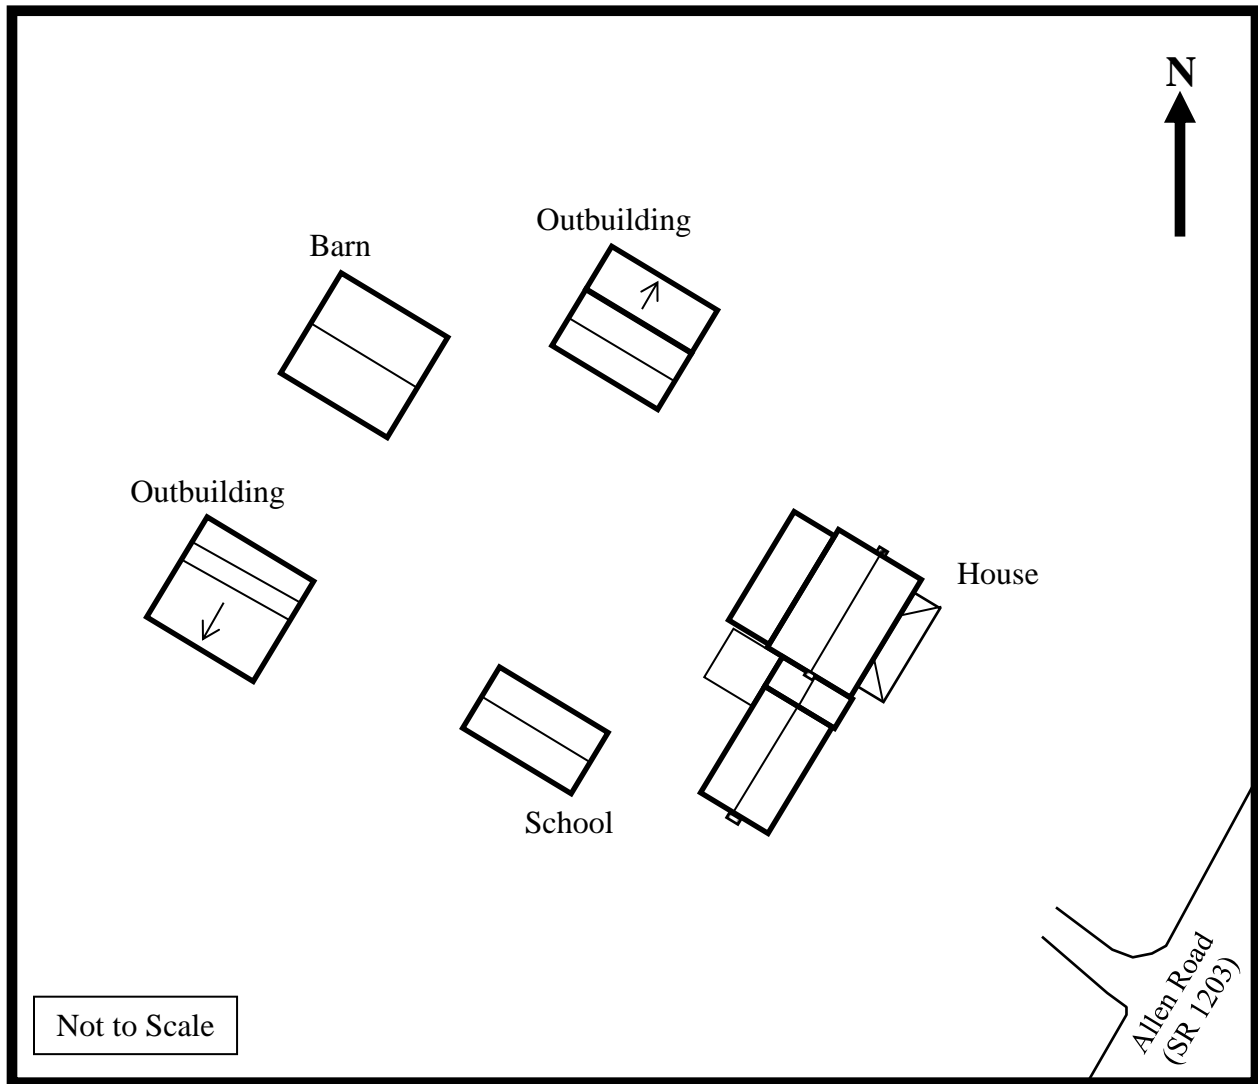 N
Outbuilding
Barn
Outbuilding
House
School
Allen Road
(SR 1203)
Not to Scale